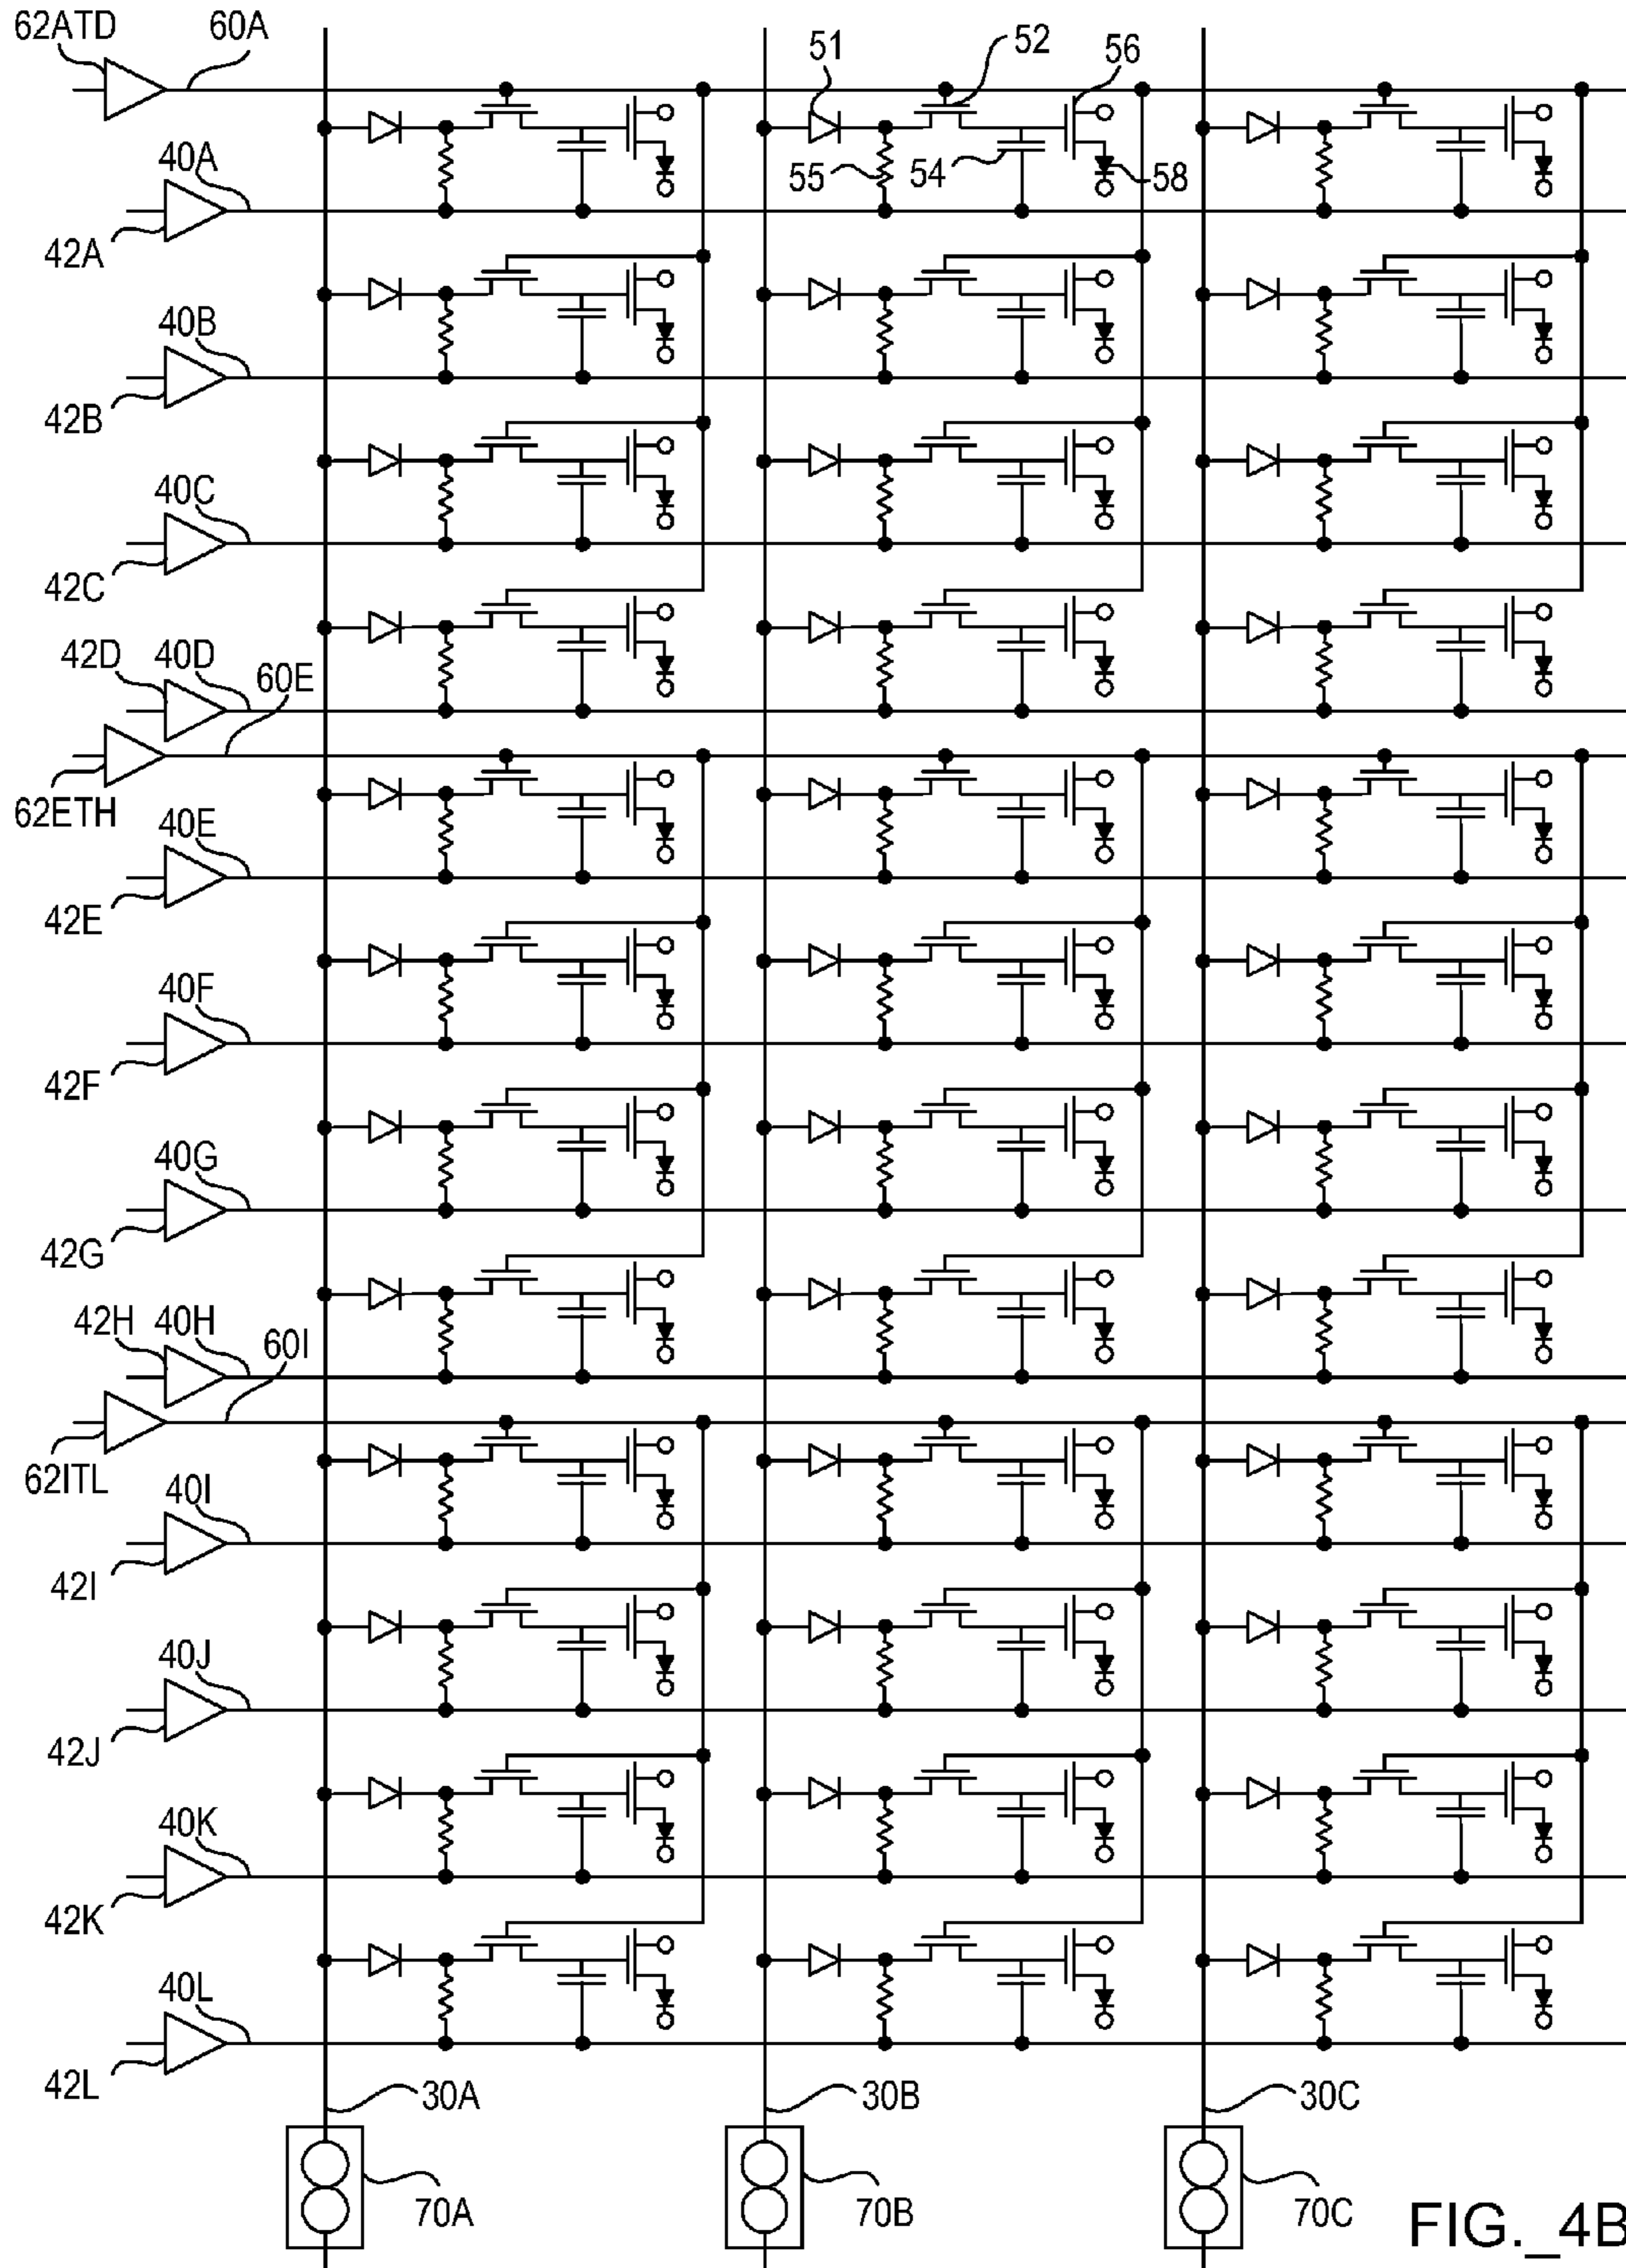 62ATD 60A 51 52 56
40A 55 54 58
42A
40B
42B
40C
42C
42D 40D 60E
62ETH 40E
42E
40F
42F
40G
42G
42H 40H 60I
62ITL 40I
42I
40J
42J
40K
42K
40L
42L
30A 30B 30C
70A 70B 70C
FIG._4B